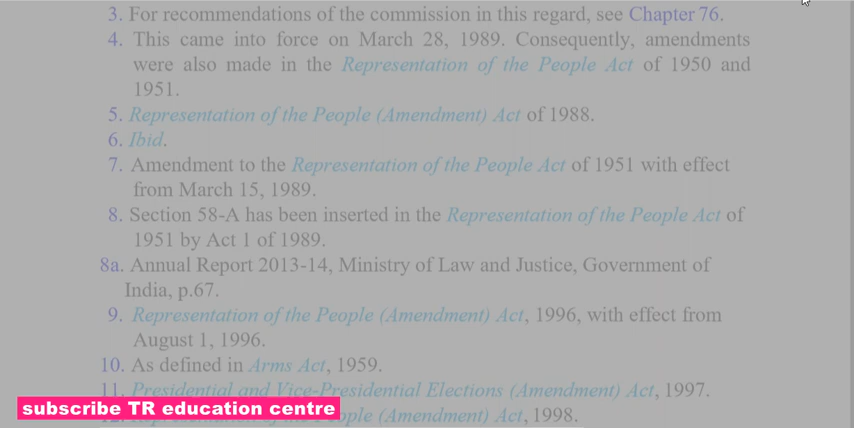 3. For recommendations of the commission in this regard, see Chapter 76.
4. This came into force on March 28, 1989. Consequently, amendments
were also made in the Representation of the People Act of 1950 and
1951.
5. Representation of the People (Amendment) Act of 1988.
6. Ibid.
7. Amendment to the Representation of the People Act of 1951 with effect
from March 15, 1989.
8. Section 58-A has been inserted in the Representation of the People Act of
1951 by Act 1 of 1989.
8a. Annual Report 2013-14, Ministry of Law and Justice, Government of
India, p.67.
9. Representation of the People (Amendment) Act, 1996, with effect from
August 1, 1996.
10. As defined in Arms Act, 1959.
11. Presidential and Vice-Presidential Elections (Amendment) Act, 1997.
subscribe TR education centre
(Amendment) Act, 1998.